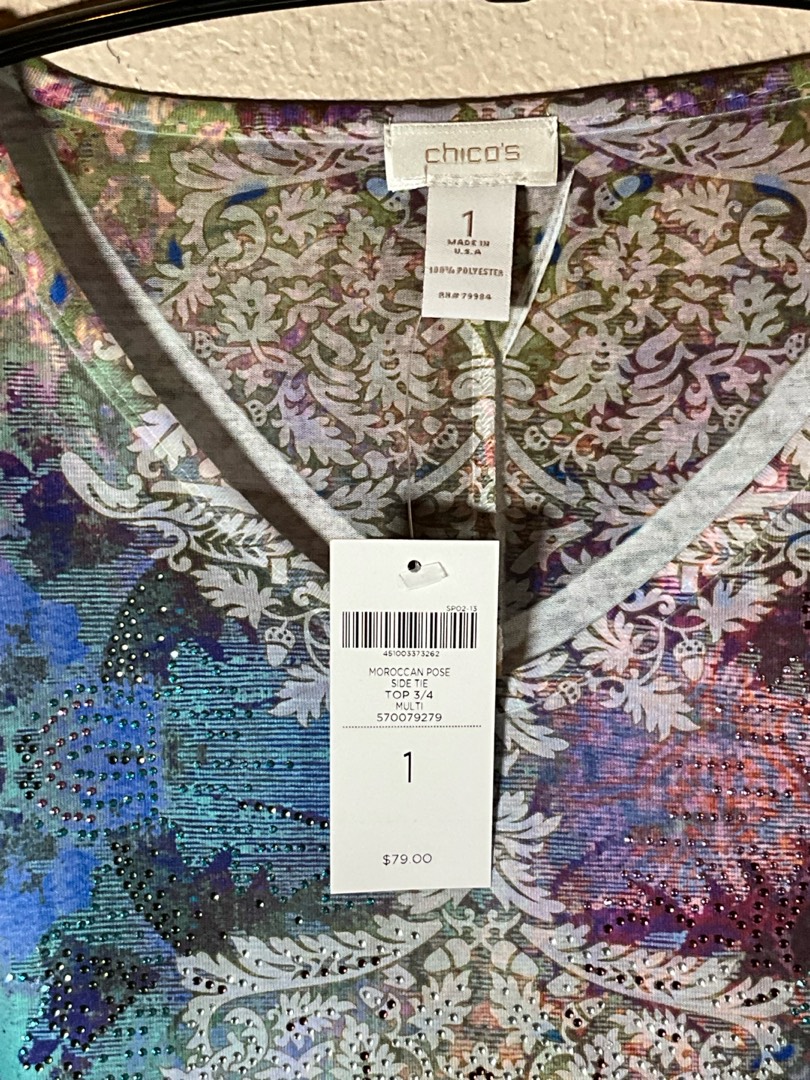 chico's
1
MADE IN
U.S.A
100% POLYESTER
RN# 79984
SP02-13
451003373262
MOROCCAN POSE
SIDE TIE
TOP 3/4
MULTI
570079279
1
$79.00